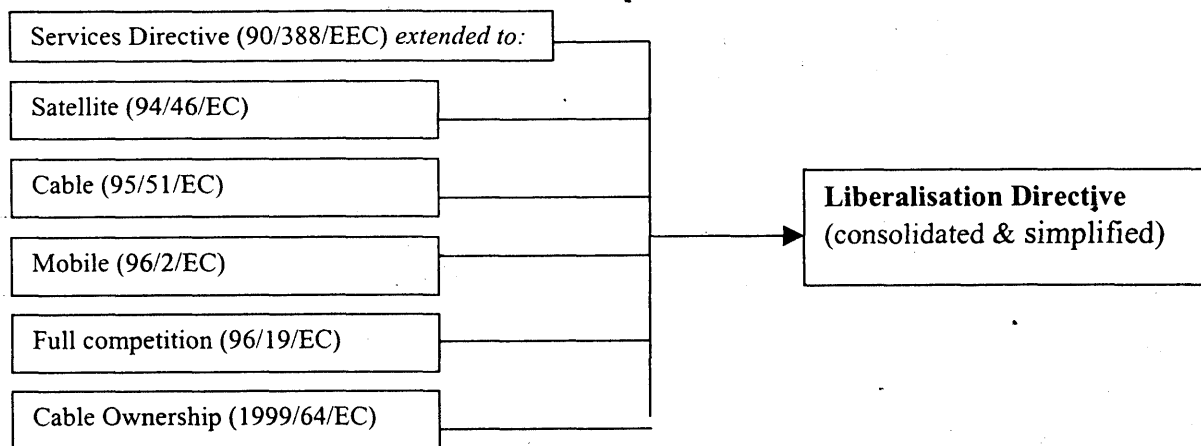 Services Directive (90/388/EEC) extended to:
Satellite (94/46/EC)
Cable (95/51/EC)
Mobile (96/2/EC)
Full competition (96/19/EC)
Cable Ownership (1999/64/EC)
Liberalisation Directive
(consolidated & simplified)